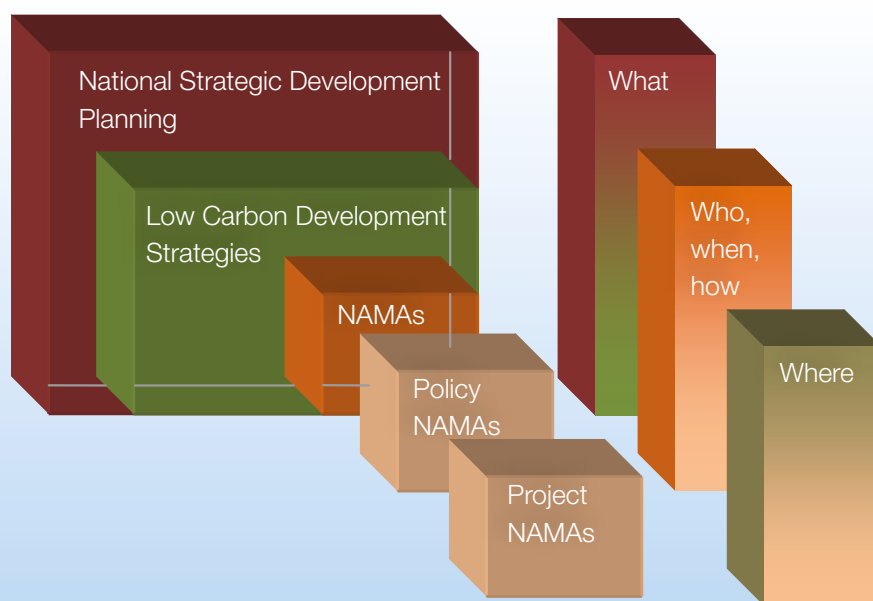 National Strategic Development
Planning
Low Carbon Development
Strategies
NAMAs
Policy
NAMAs
Project
NAMAs
What
Who,
when,
how
Where